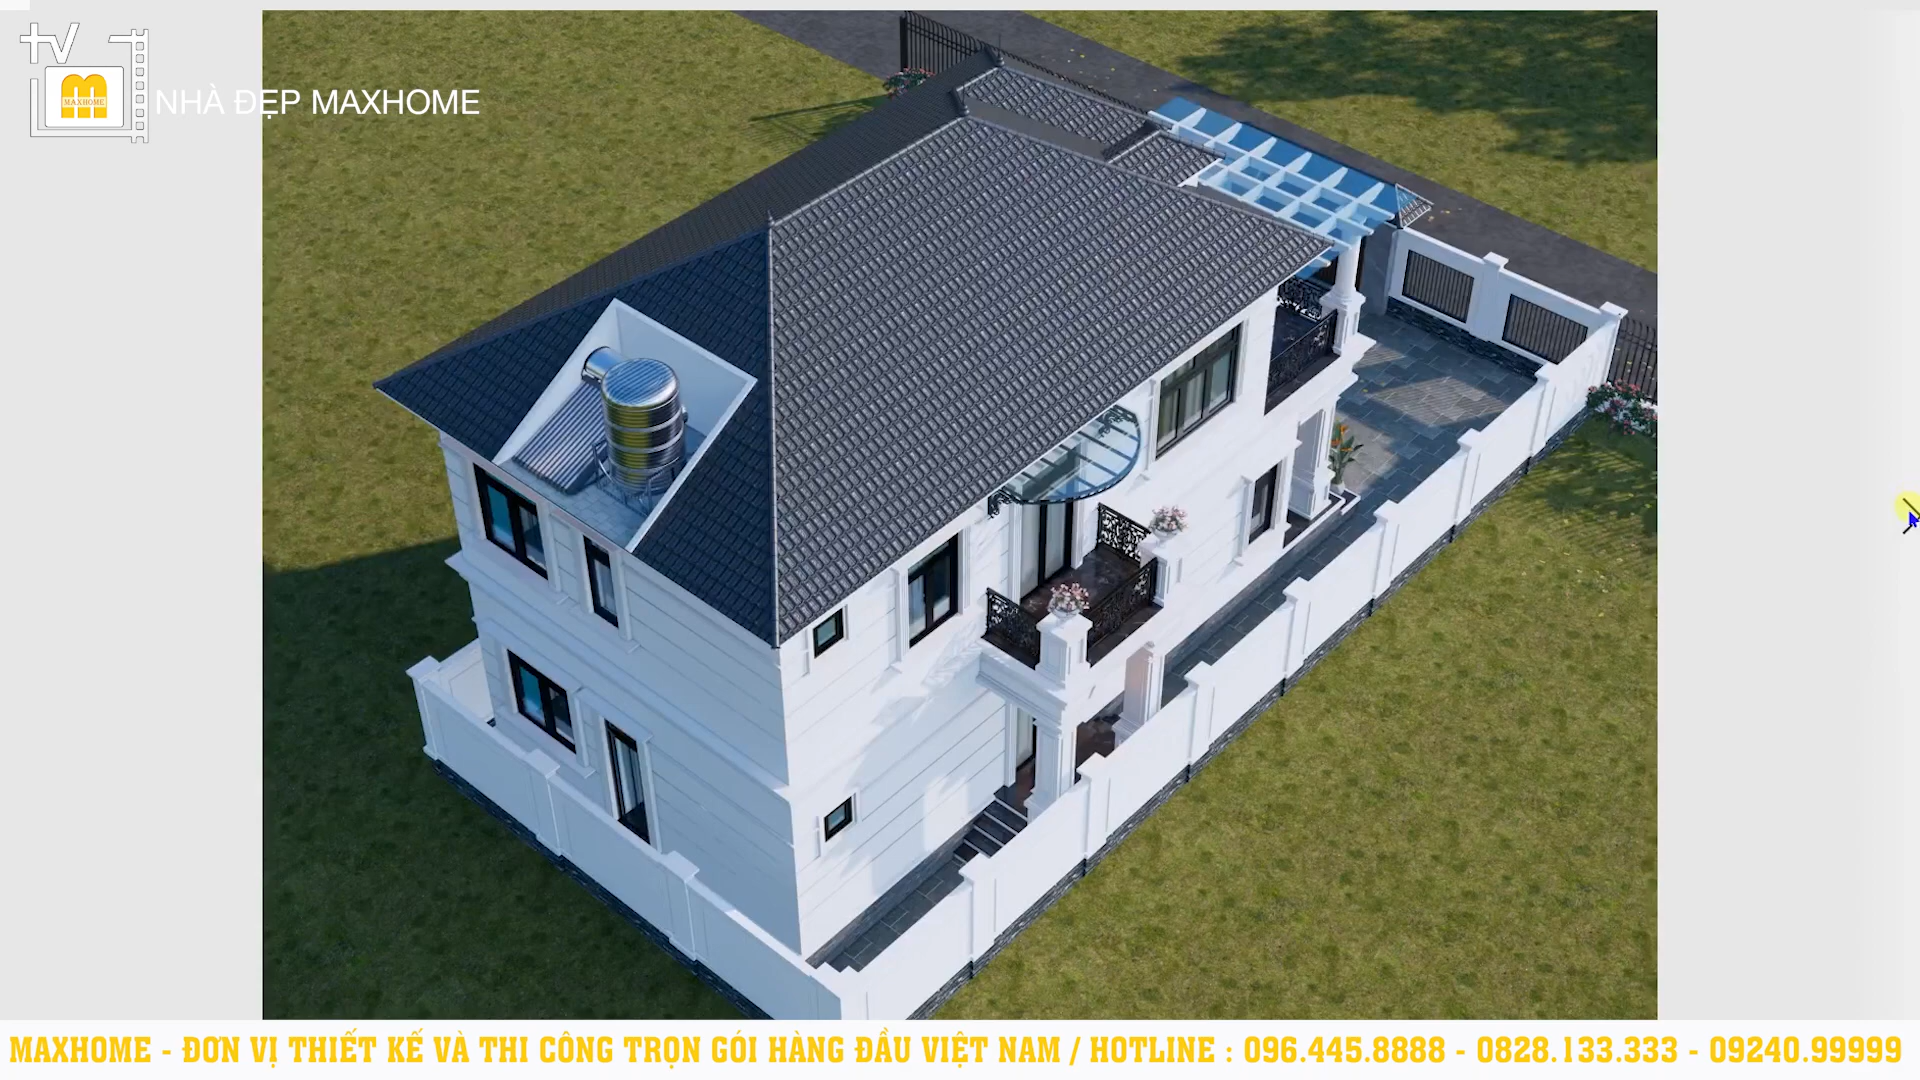 tv
MAXHOME
NHÀ ĐẸP MAXHOME
MAXHOME - ĐƠN VỊ THIẾT KẾ VÀ THI CÔNG TRỌN GÓI HÀNG ĐẦU VIỆT NAM / HOTLINE : 096.445.8888 - 0828.133.333 - 09240.99999